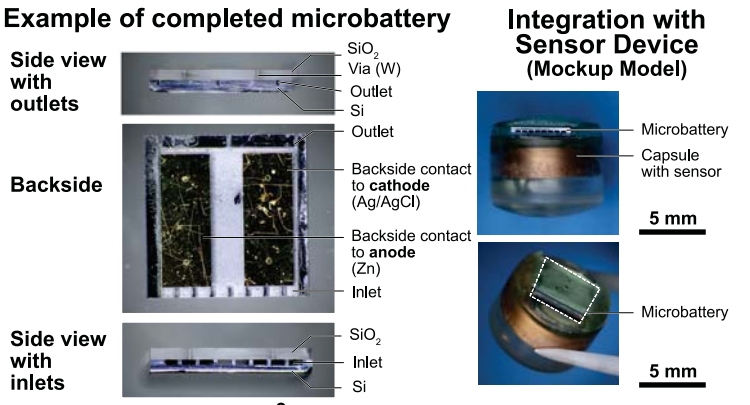 Example of completed microbattery
Side view
with
outlets
SiO2
Via (W)
Outlet
Si
Backside
Outlet
Backside contact
to cathode
(Ag/AgCl)
Backside contact
to anode
(Zn)
Inlet
Side view
with
inlets
SiO2
Inlet
Si
Integration with
Sensor Device
(Mockup Model)
Microbattery
Capsule
with sensor
5 mm
Microbattery
5 mm